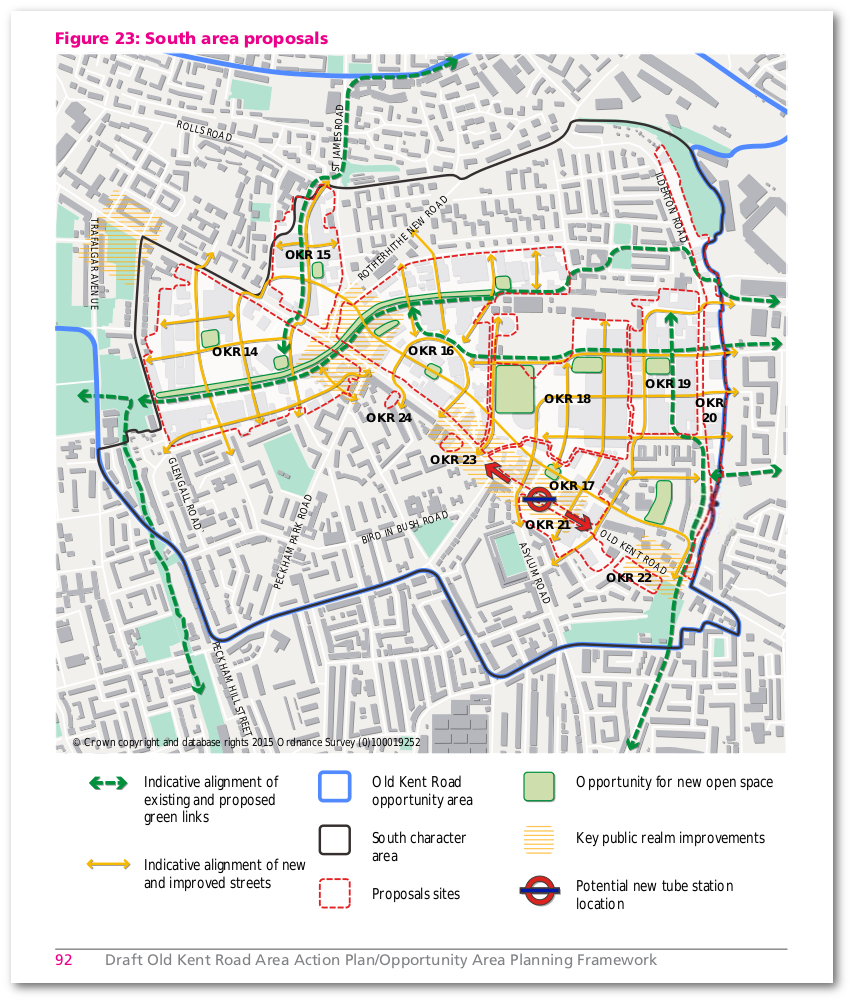 Figure 23: South area proposals
ROLLS ROAD
ST JAMES ROAD
ILDERTON ROAD
TRAFALGAR AVENUE
ROTHERHITHE NEW ROAD
OKR 15
OKR 14
OKR 16
OKR 19
OKR 18
OKR
20
OKR 24
OKR 23
OKR 17
OKR 21
GLENGALL ROAD
PECKHAM PARK ROAD
BIRD IN BUSH ROAD
ASYLUM ROAD
OLD KENT ROAD
OKR 22
PECKHAM HILL STREET
© Crown copyright and database rights 2015 Ordnance Survey (0)100019252
Indicative alignment of
existing and proposed
green links
Indicative alignment of new
and improved streets
Old Kent Road
opportunity area
South character
area
Proposals sites
Opportunity for new open space
Key public realm improvements
Potential new tube station
location
92 Draft Old Kent Road Area Action Plan/Opportunity Area Planning Framework